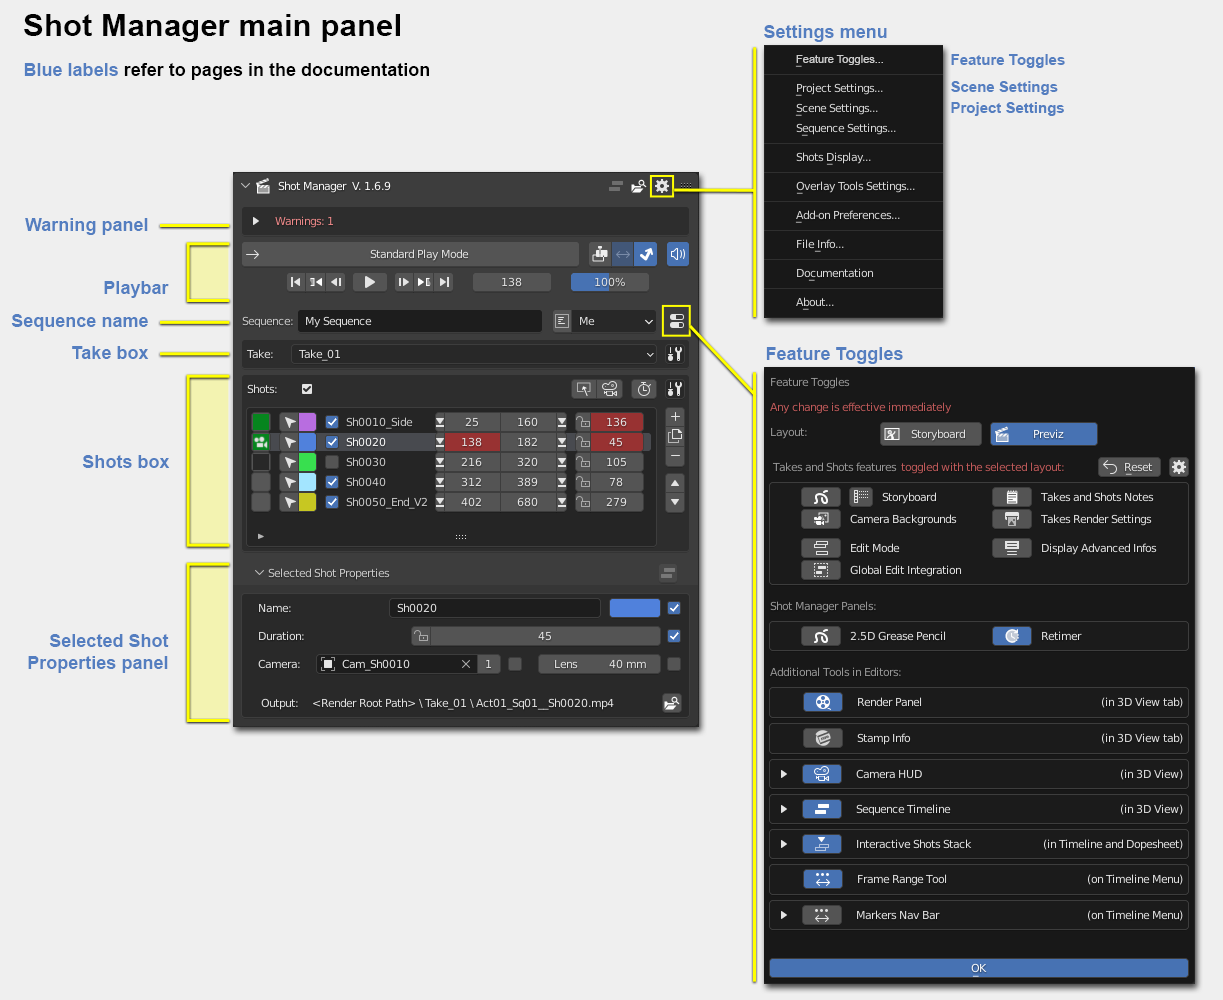 Shot Manager main panel
Blue labels refer to pages in the documentation
Settings menu
Feature Toggles...
Project Settings...
Scene Settings...
Sequence Settings...
Shots Display...
Overlay Tools Settings...
Add-on Preferences...
File Info...
Documentation
About...
Feature Toggles
Scene Settings
Project Settings
Warning panel
Playbar
Sequence name
Take box
Shots box
Selected Shot
Properties panel
Shot Manager V. 1.6.9
Warnings: 1
Standard Play Mode
138 100%
Sequence: My Sequence Me
Take: Take_01
Shots:
Sh0010_Side 25 160 136
Sh0020 138 182 45
Sh0030 216 320 105
Sh0040 312 389 78
Sh0050_End_V2 402 680 279
Selected Shot Properties
Name: Sh0020
Duration: 45
Camera: Cam_Sh0010 1 Lens 40 mm
Output: <Render Root Path> \ Take_01 \ Act01_Sq01__Sh0020.mp4
Feature Toggles
Feature Toggles
Any change is effective immediately
Layout: Storyboard Previz
Takes and Shots features toggled with the selected layout: Reset
Storyboard Takes and Shots Notes
Camera Backgrounds Takes Render Settings
Edit Mode Display Advanced Infos
Global Edit Integration
Shot Manager Panels:
2.5D Grease Pencil Retimer
Additional Tools in Editors:
Render Panel (in 3D View tab)
Stamp Info (in 3D View tab)
Camera HUD (in 3D View)
Sequence Timeline (in 3D View)
Interactive Shots Stack (in Timeline and Dopesheet)
Frame Range Tool (on Timeline Menu)
Markers Nav Bar (on Timeline Menu)
OK